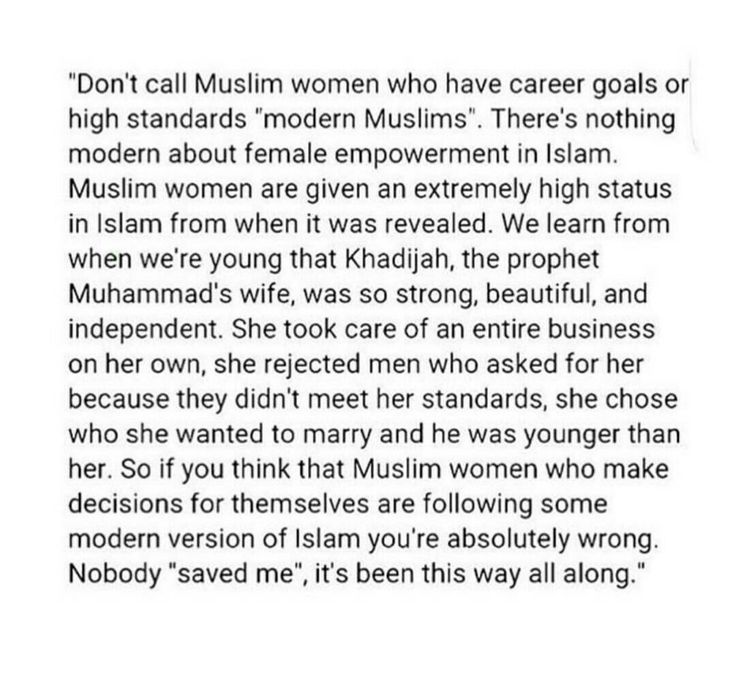 "Don't call Muslim women who have career goals or
high standards "modern Muslims". There's nothing
modern about female empowerment in Islam.
Muslim women are given an extremely high status
in Islam from when it was revealed. We learn from
when we're young that Khadijah, the prophet
Muhammad's wife, was so strong, beautiful, and
independent. She took care of an entire business
on her own, she rejected men who asked for her
because they didn't meet her standards, she chose
who she wanted to marry and he was younger than
her. So if you think that Muslim women who make
decisions for themselves are following some
modern version of Islam you're absolutely wrong.
Nobody "saved me", it's been this way all along."